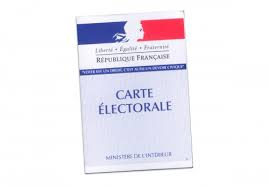 Liberté • Égalité • Fraternité
RÉPUBLIQUE FRANÇAISE
"VOTER EST UN DROIT, C'EST AUSSI UN DEVOIR CIVIQUE"
CARTE
ÉLECTORALE
MINISTÈRE DE L'INTÉRIEUR